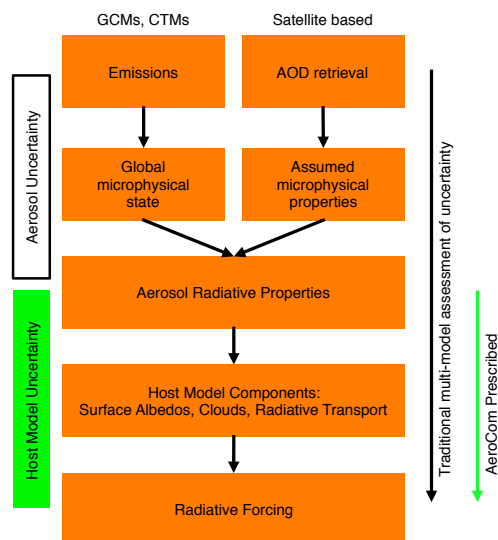 GCMs, CTMs
Satellite based
Emissions
AOD retrieval
Global
microphysical
state
Assumed
microphysical
properties
Aerosol Radiative Properties
Host Model Components:
Surface Albedos, Clouds, Radiative Transport
Radiative Forcing
Aerosol Uncertainty
Host Model Uncertainty
Traditional multi-model assessment of uncertainty
AeroCom Prescribed